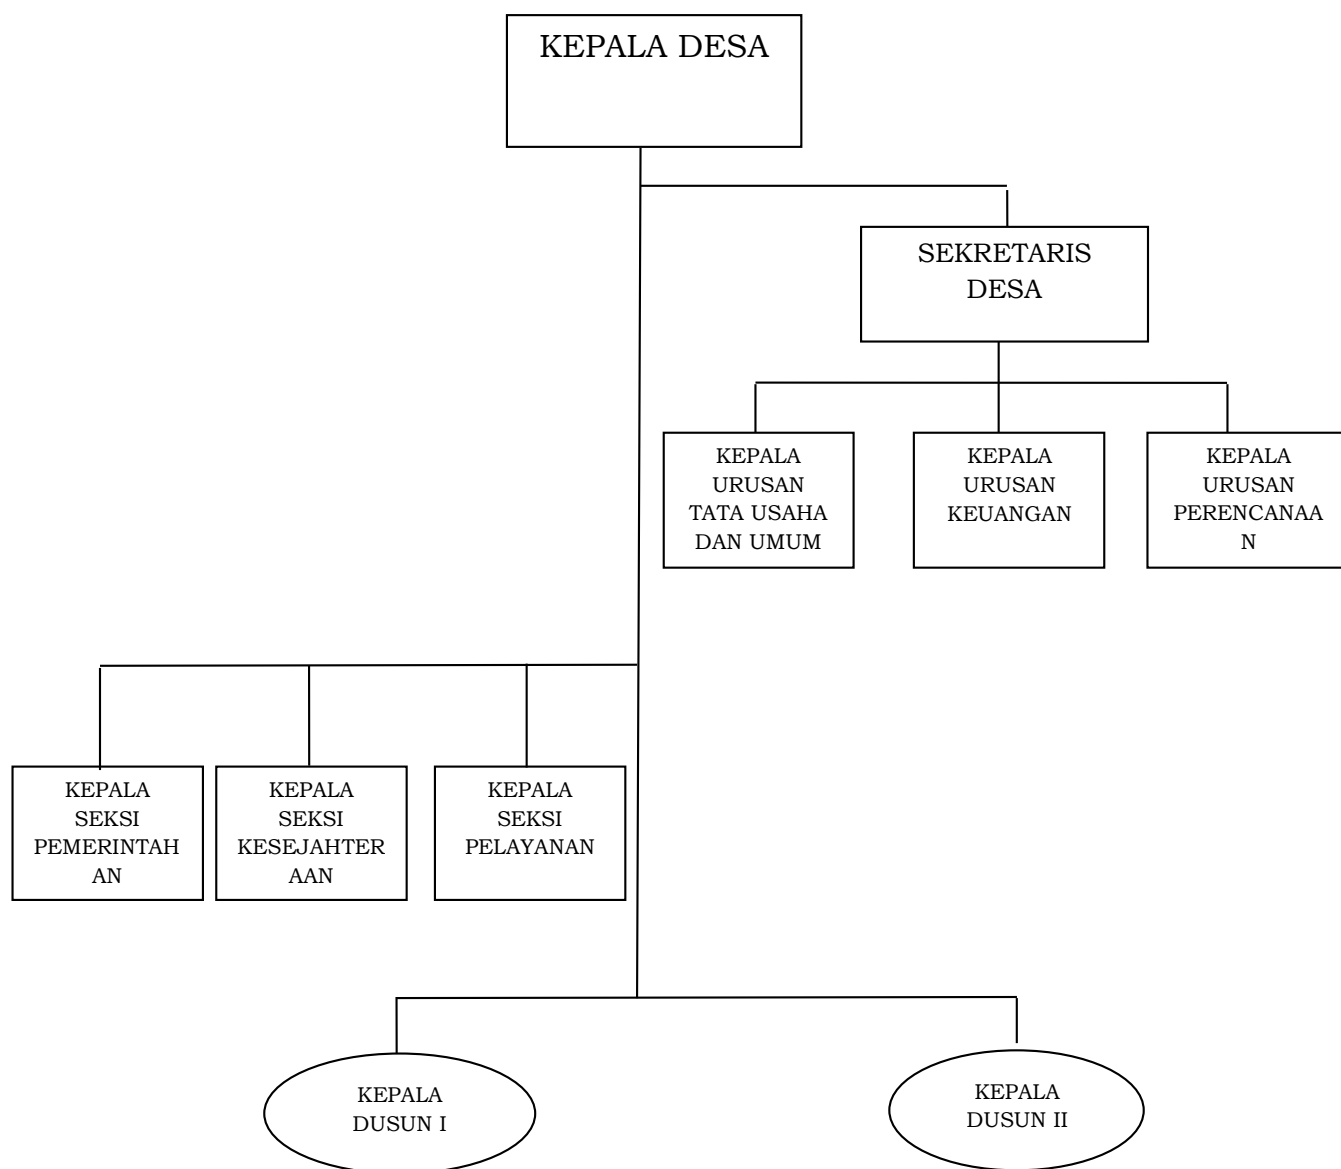 KEPALA DESA
SEKRETARIS
DESA
KEPALA
URUSAN
TATA USAHA
DAN UMUM
KEPALA
URUSAN
KEUANGAN
KEPALA
URUSAN
PERENCANAA
N
KEPALA
SEKSI
PEMERINTAH
AN
KEPALA
SEKSI
KESEJAHTER
AAN
KEPALA
SEKSI
PELAYANAN
KEPALA
DUSUN I
KEPALA
DUSUN II